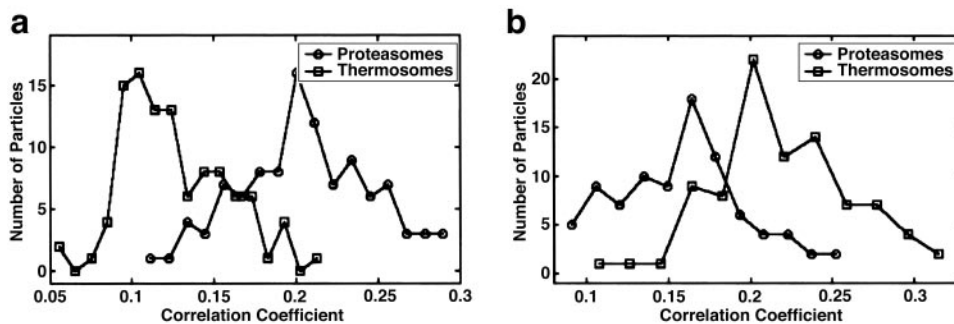 a
Proteasomes
Thermosomes
15
10
5
0
Number of Particles
0.05
0.1
0.15
0.2
0.25
0.3
Correlation Coefficient
b
Proteasomes
Thermosomes
20
15
10
5
0
Number of Particles
0.1
0.15
0.2
0.25
0.3
Correlation Coefficient